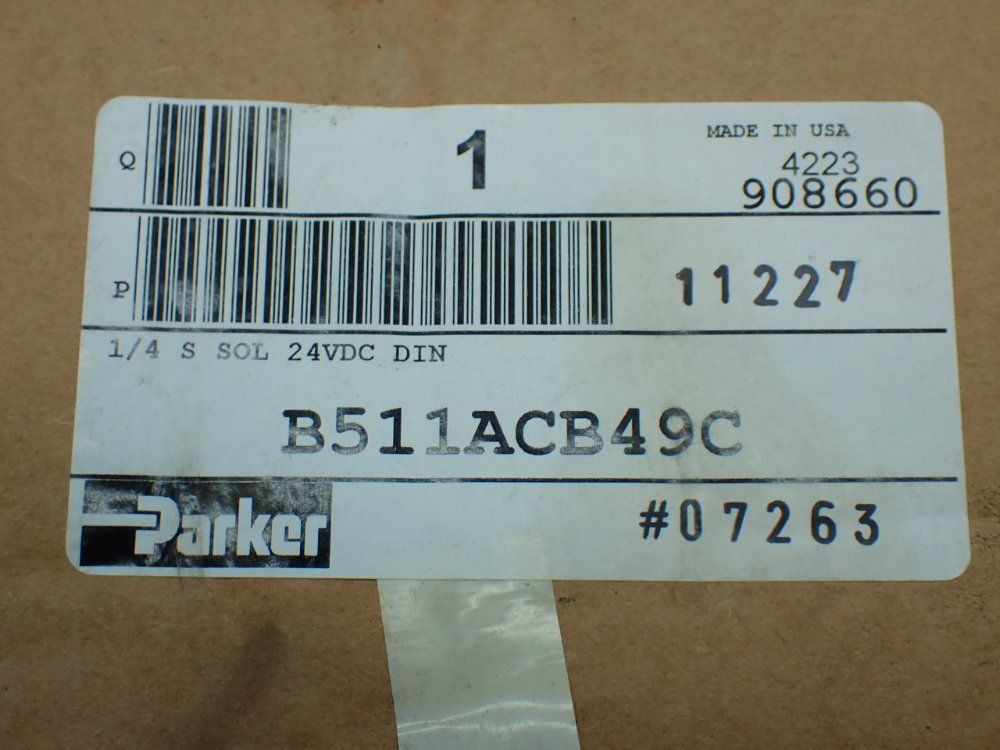 Q 1 MADE IN USA
4223
908660
P 11227
1/4 S SOL 24VDC DIN
B511ACB49C
Parker #07263